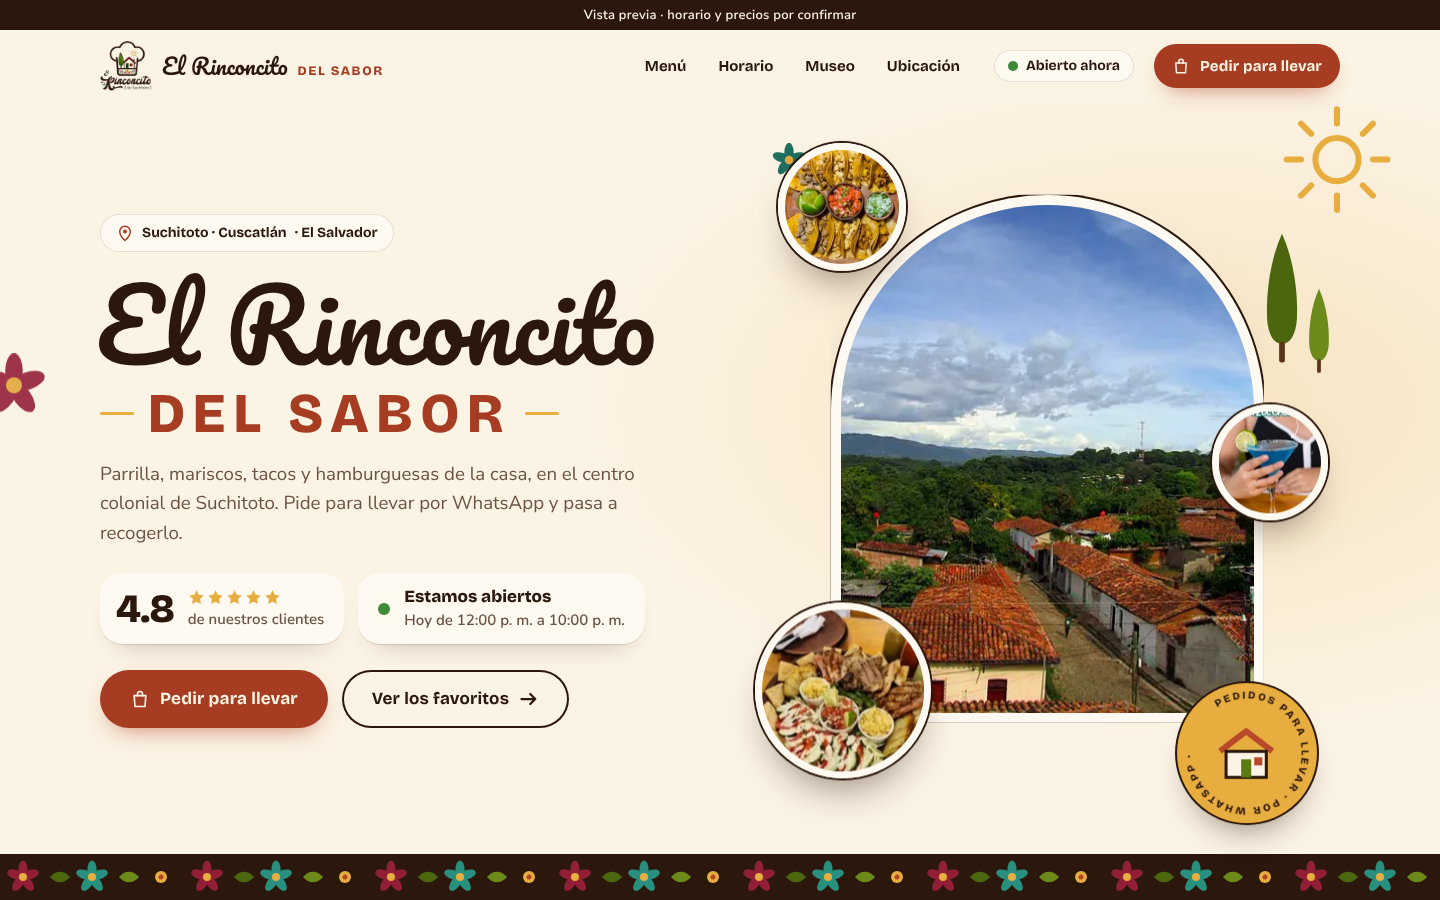 Vista previa · horario y precios por confirmar
Rinconcito
El Rinconcito DEL SABOR
Menú
Horario
Museo
Ubicación
Abierto ahora
Pedir para llevar
Suchitoto · Cuscatlán · El Salvador
El Rinconcito
DEL SABOR
Parrilla, mariscos, tacos y hamburguesas de la casa, en el centro
colonial de Suchitoto. Pide para llevar por WhatsApp y pasa a
recogerlo.
4.8
de nuestros clientes
Estamos abiertos
Hoy de 12:00 p. m. a 10:00 p. m.
Pedir para llevar
Ver los favoritos
PEDIDOS PARA LLEVAR · POR WHATSAPP ·